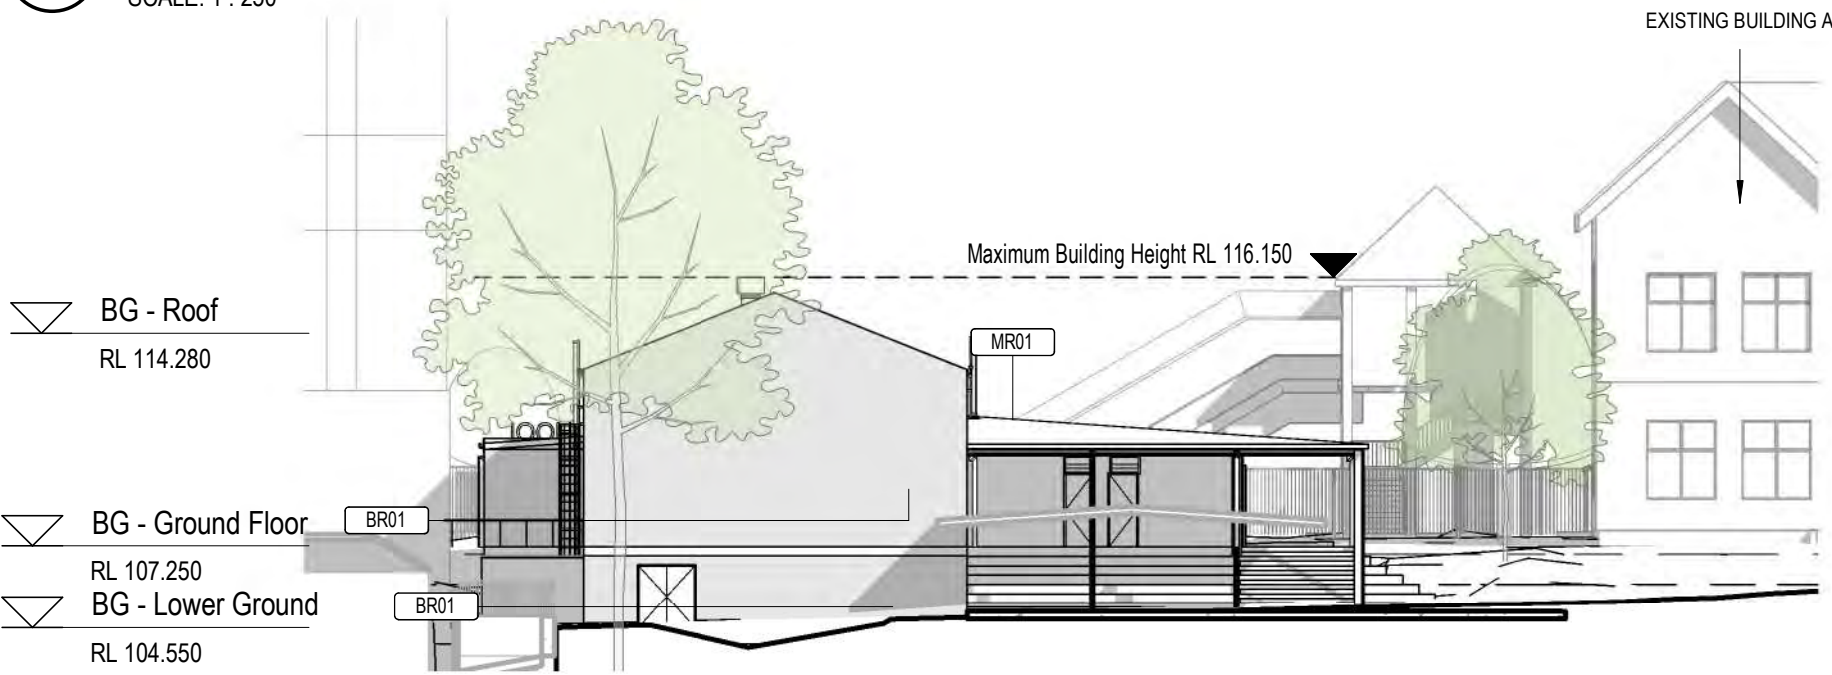 SCALE: 1 : 250
EXISTING BUILDING A
Maximum Building Height RL 116.150
BG - Roof
RL 114.280
MR01
BG - Ground Floor
BR01
RL 107.250
BG - Lower Ground
BR01
RL 104.550